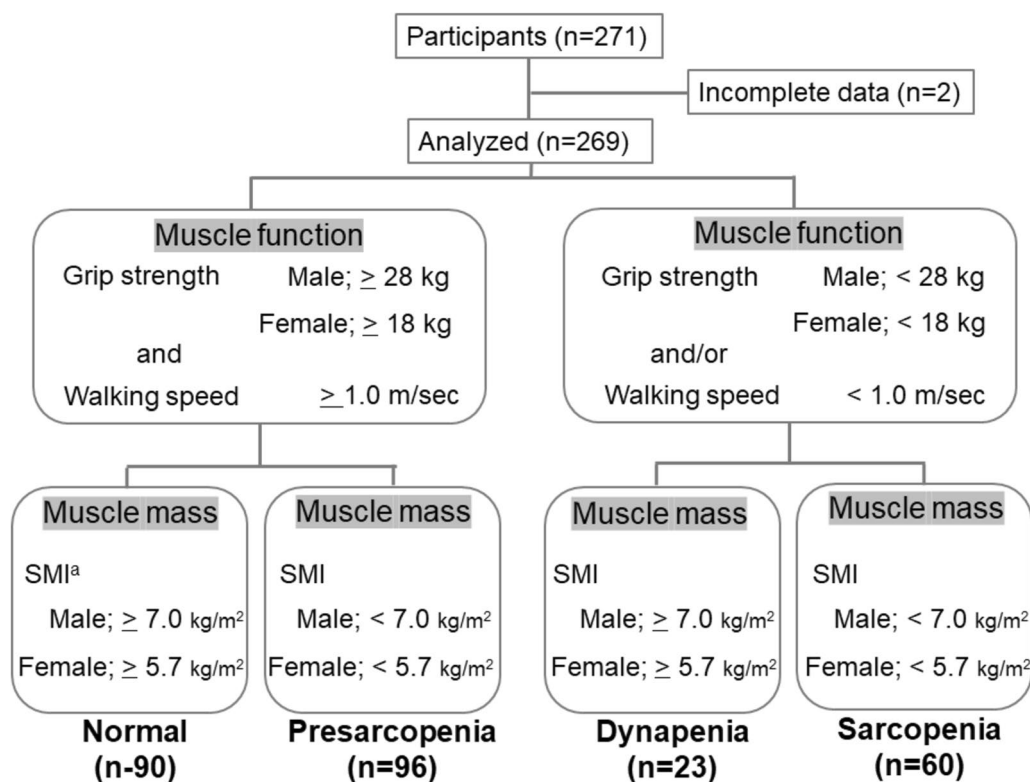 Participants (n=271)
Incomplete data (n=2)
Analyzed (n=269)
Muscle function
Grip strength Male; ≥ 28 kg
Female; ≥ 18 kg
and
Walking speed ≥ 1.0 m/sec
Muscle function
Grip strength Male; < 28 kg
Female; < 18 kg
and/or
Walking speed < 1.0 m/sec
Muscle mass
SMIᵃ
Male; ≥ 7.0 kg/m²
Female; ≥ 5.7 kg/m²
Normal
(n-90)
Muscle mass
SMI
Male; < 7.0 kg/m²
Female; < 5.7 kg/m²
Presarcopenia
(n=96)
Muscle mass
SMI
Male; ≥ 7.0 kg/m²
Female; ≥ 5.7 kg/m²
Dynapenia
(n=23)
Muscle mass
SMI
Male; < 7.0 kg/m²
Female; < 5.7 kg/m²
Sarcopenia
(n=60)